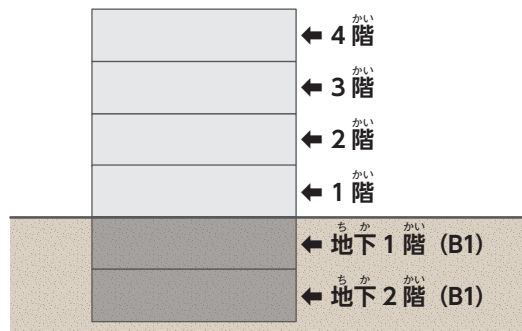 かい
← 4 階
かい
← 3 階
かい
← 2 階
かい
← 1 階
ちか かい
← 地下 1 階 (B1)
ちか かい
← 地下 2 階 (B1)